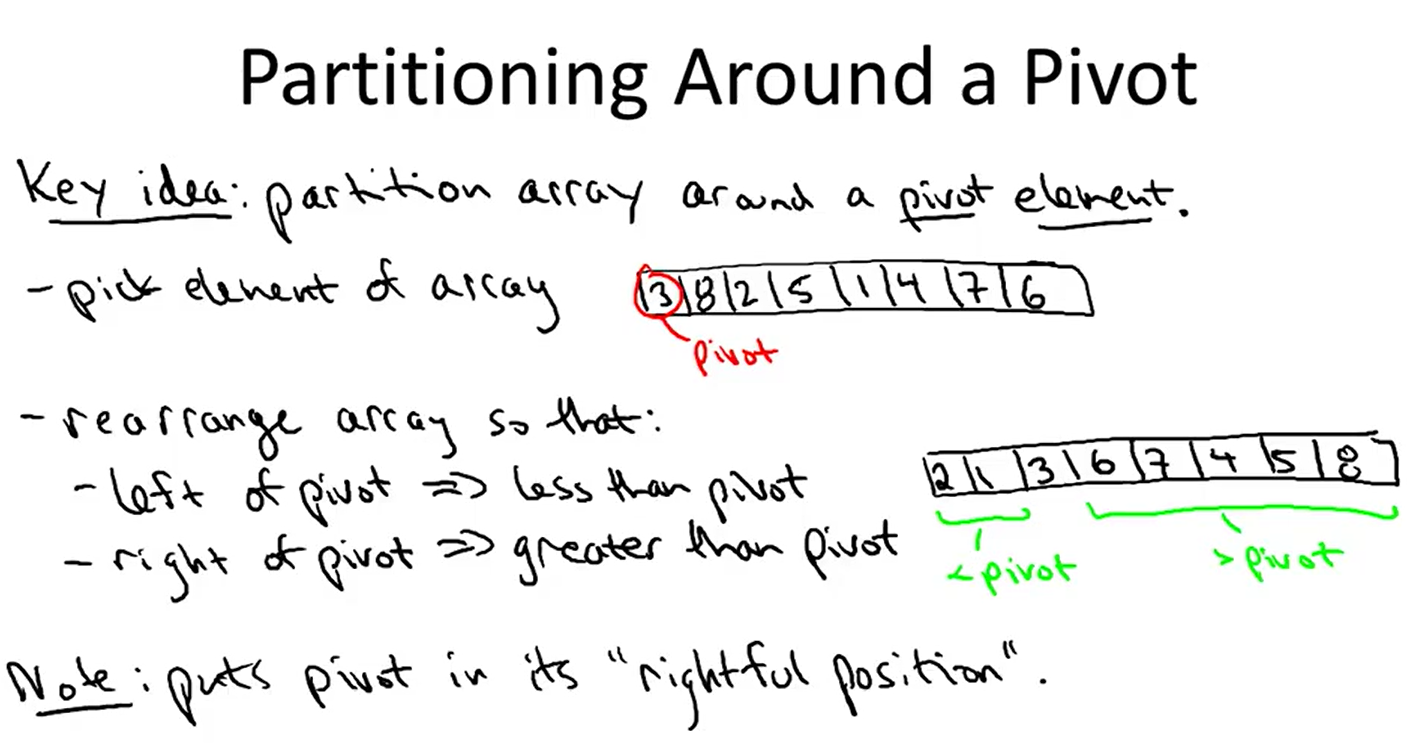 Partitioning Around a Pivot
Key idea: partition array around a pivot element.
- pick element of array
3 | 8 | 2 | 5 | 1 | 4 | 7 | 6
pivot
- rearrange array so that:
- left of pivot => less than pivot
2 | 1 | 3 | 6 | 7 | 4 | 5 | 8
- right of pivot => greater than pivot
< pivot
> pivot
Note: puts pivot in its "rightful position".